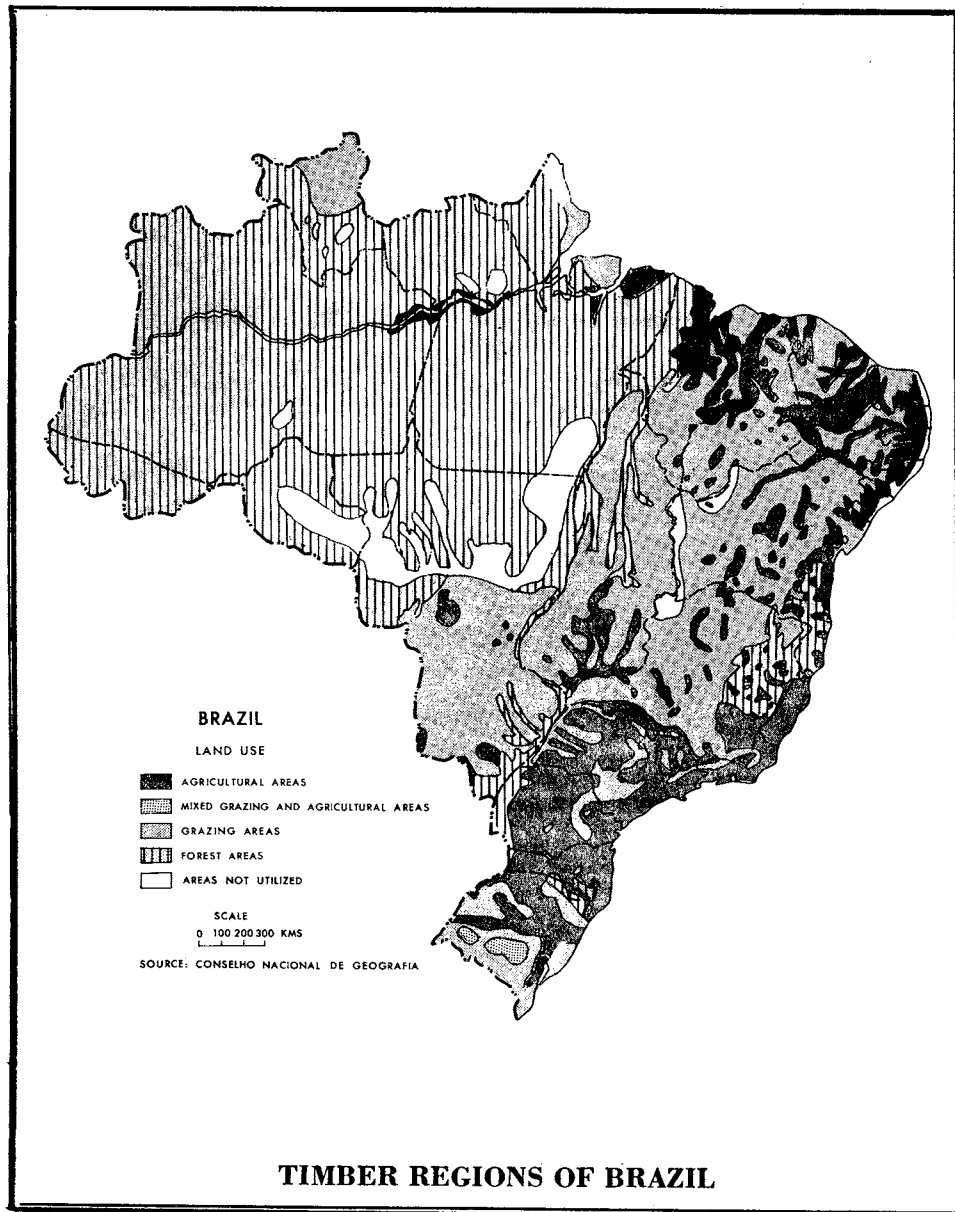 BRAZIL
LAND USE
AGRICULTURAL AREAS
MIXED GRAZING AND AGRICULTURAL AREAS
GRAZING AREAS
FOREST AREAS
AREAS NOT UTILIZED
SCALE
0 100 200 300 KMS
SOURCE: CONSELHO NACIONAL DE GEOGRAFIA
TIMBER REGIONS OF BRAZIL